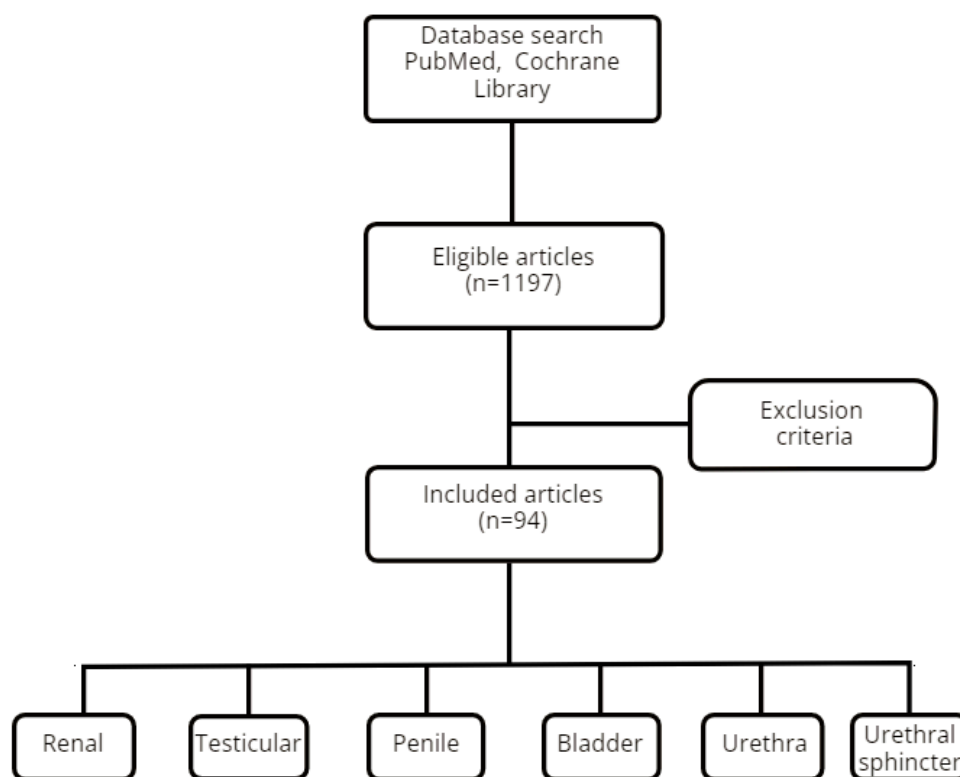 Database search
PubMed, Cochrane
Library
Eligible articles
(n=1197)
Exclusion
criteria
Included articles
(n=94)
Renal
Testicular
Penile
Bladder
Urethra
Urethral
sphincter